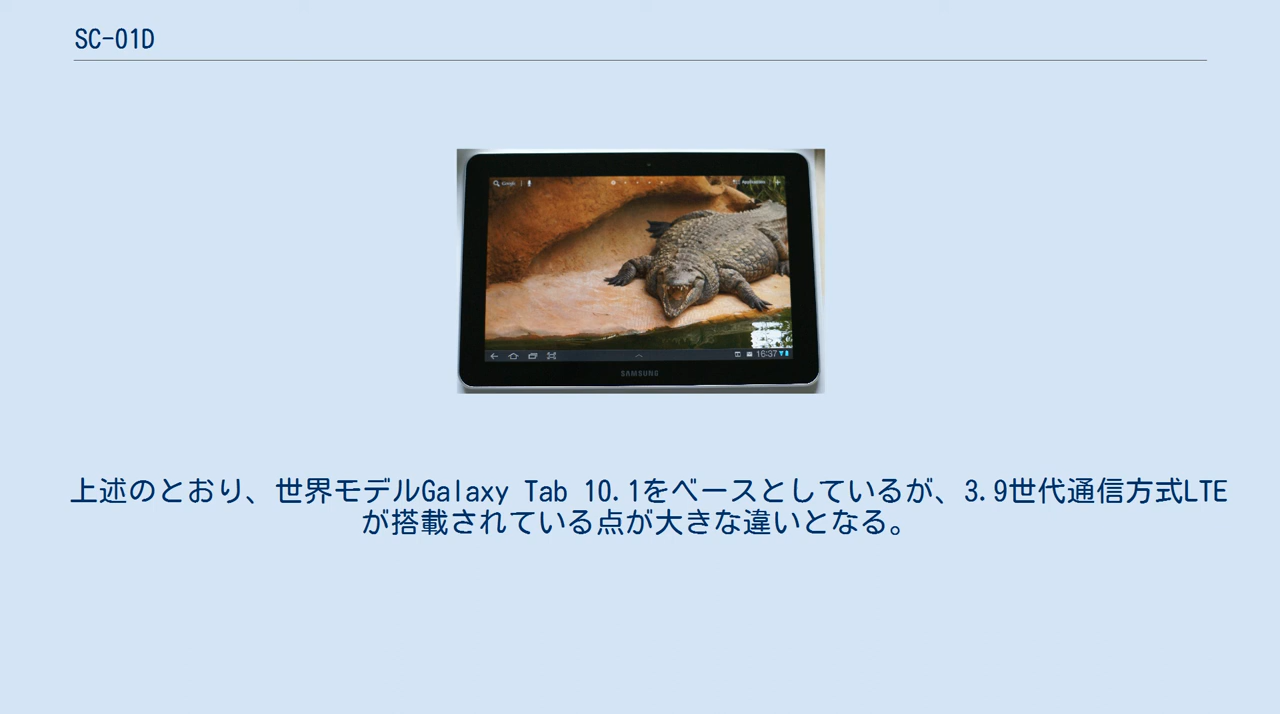 SC-01D
Google
Applications
16:37
SAMSUNG
上述のとおり、世界モデルGalaxy Tab 10.1をベースとしているが、3.9世代通信方式LTE
が搭載されている点が大きな違いとなる。